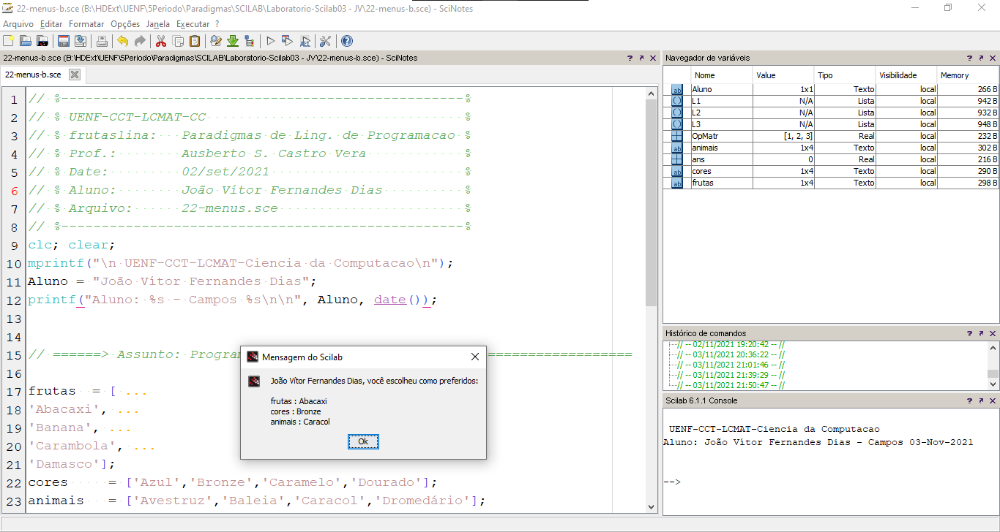 22-menus-b.sce (B:\HDExt\UENF\5Periodo\Paradigmas\SCILAB\Laboratorio-Scilab03 - JV\22-menus-b.sce) - SciNotes
Arquivo Editar Formatar Opções Janela Executar ?
22-menus-b.sce (B:\HDExt\UENF\5Periodo\Paradigmas\SCILAB\Laboratorio-Scilab03 - JV\22-menus-b.sce) - SciNotes
22-menus-b.sce
1 // %--------------------------------------------------%
2 // % UENF-CCT-LCMAT-CC %
3 // % frutaslina: Paradigmas de Ling. de Programacao %
4 // % Prof.: Ausberto S. Castro Vera %
5 // % Date: 02/set/2021 %
6 // % Aluno: João Vítor Fernandes Dias %
7 // % Arquivo: 22-menus.sce %
8 // %--------------------------------------------------%
9 clc; clear;
10 mprintf("\n UENF-CCT-LCMAT-Ciencia da Computacao\n");
11 Aluno = "João Vítor Fernandes Dias";
12 printf("Aluno: %s - Campos %s\n\n", Aluno, date());
13
14
15 // ======> Assunto: Progra ==================
16
17 frutas = [ ...
18 'Abacaxi', ...
19 'Banana', ...
20 'Carambola', ...
21 'Damasco'];
22 cores = ['Azul','Bronze','Caramelo','Dourado'];
23 animais = ['Avestruz','Baleia','Caracol','Dromedário'];
Mensagem do Scilab
João Vítor Fernandes Dias, você escolheu como preferidos:
frutas : Abacaxi
cores : Bronze
animais : Caracol
Ok
Navegador de variáveis
Nome Value Tipo Visibilidade Memory
Aluno 1x1 Texto local 266 B
L1 N/A Lista local 942 B
L2 N/A Lista local 932 B
L3 N/A Lista local 948 B
OpMatr [1, 2, 3] Real local 232 B
animais 1x4 Texto local 302 B
ans 0 Real local 216 B
cores 1x4 Texto local 290 B
frutas 1x4 Texto local 298 B
Histórico de comandos
// -- 02/11/2021 19:20:42 -- //
// -- 03/11/2021 20:36:22 -- //
// -- 03/11/2021 21:01:46 -- //
// -- 03/11/2021 21:39:29 -- //
// -- 03/11/2021 21:50:47 -- //
Scilab 6.1.1 Console
UENF-CCT-LCMAT-Ciencia da Computacao
Aluno: João Vítor Fernandes Dias - Campos 03-Nov-2021
-->